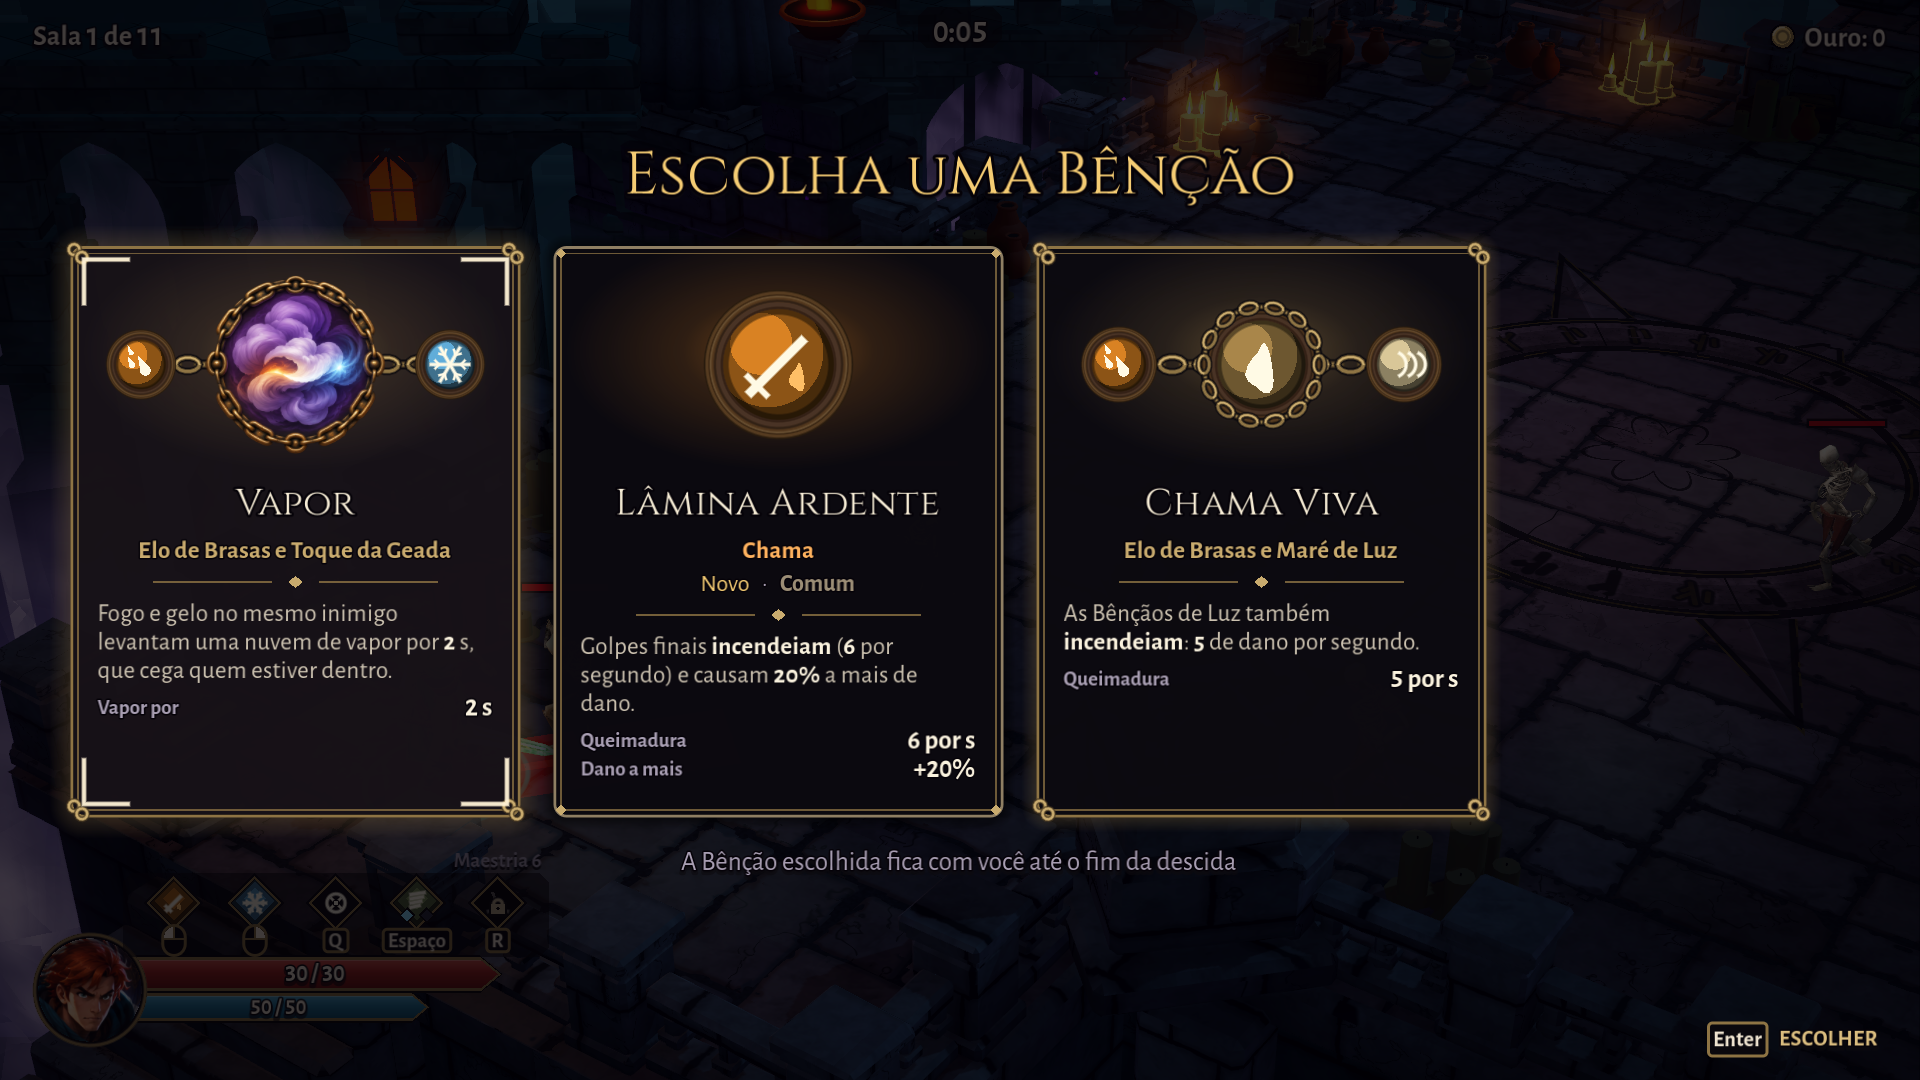 Sala 1 de 11
0:05
Ouro: 0
Escolha uma Bênção
Vapor
Elo de Brasas e Toque da Geada
Fogo e gelo no mesmo inimigo
levantam uma nuvem de vapor por 2 s,
que cega quem estiver dentro.
Vapor por 2 s
Lâmina Ardente
Chama
Novo · Comum
Golpes finais incendeiam (6 por
segundo) e causam 20% a mais de
dano.
Queimadura 6 por s
Dano a mais +20%
Chama Viva
Elo de Brasas e Maré de Luz
As Bênçãos de Luz também
incendeiam: 5 de dano por segundo.
Queimadura 5 por s
A Bênção escolhida fica com você até o fim da descida
Maestria 6
Q Espaço R
30/30
50/50
Enter ESCOLHER